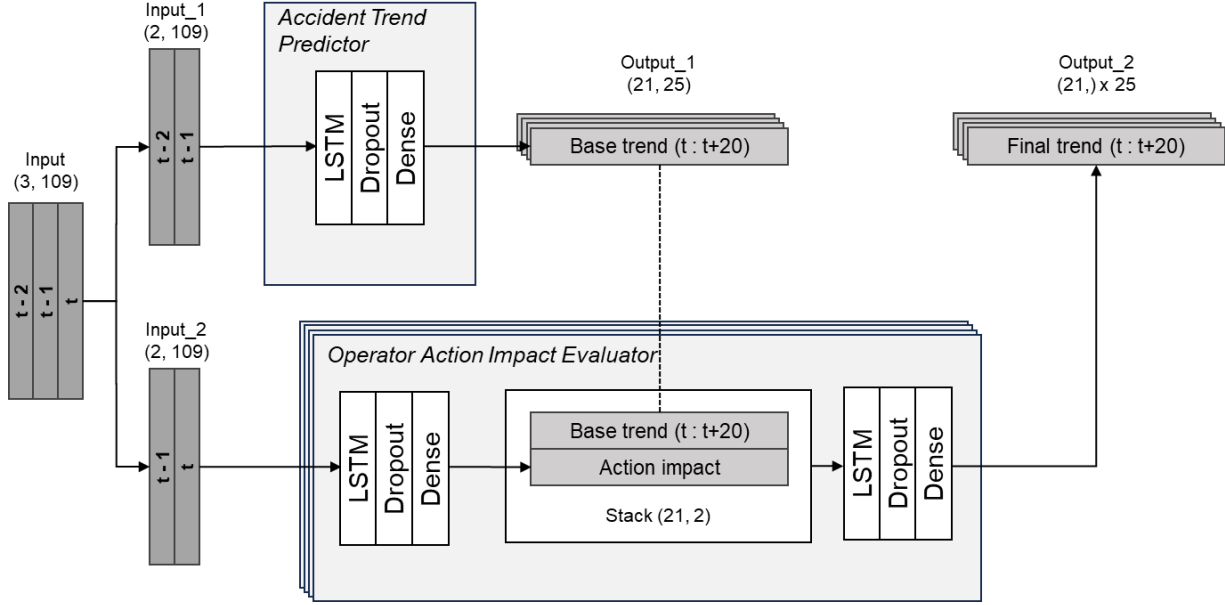 Input_1
(2, 109)
Accident Trend
Predictor
t - 2
t - 1
LSTM
Dropout
Dense
Output_1
(21, 25)
Base trend (t : t+20)
Output_2
(21,) x 25
Final trend (t : t+20)
Input
(3, 109)
t - 2
t - 1
t
Input_2
(2, 109)
t - 1
t
Operator Action Impact Evaluator
LSTM
Dropout
Dense
Base trend (t : t+20)
Action impact
Stack (21, 2)
LSTM
Dropout
Dense